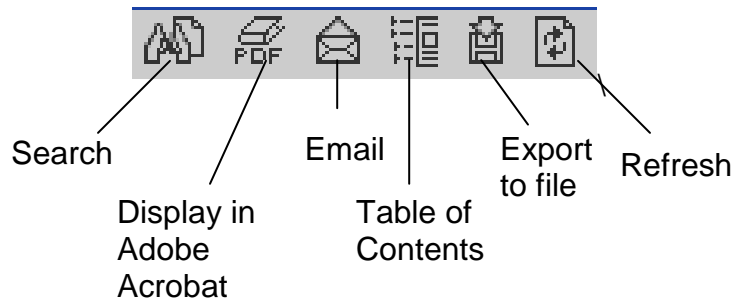 PDF
Search
Email
Export
to file
Refresh
Display in
Adobe
Acrobat
Table of
Contents